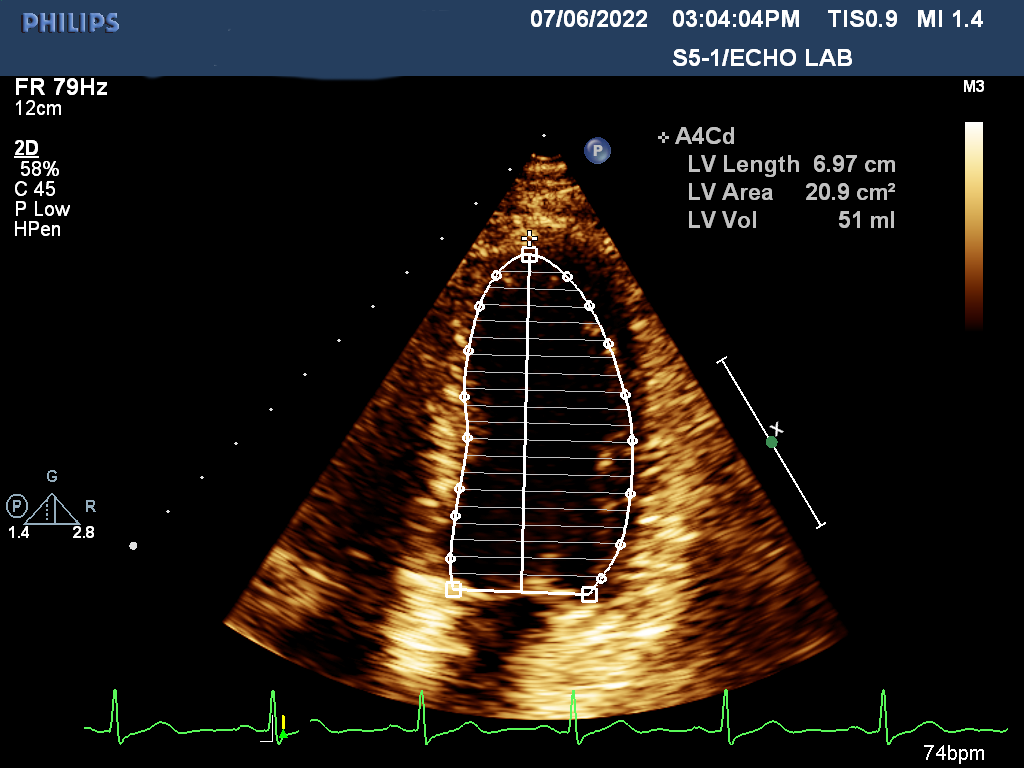 PHILIPS
07/06/2022 03:04:04PM TIS0.9 MI 1.4
S5-1/ECHO LAB
FR 79Hz
12cm
M3
2D
58%
C 45
P Low
HPen
P
A4Cd
LV Length 6.97 cm
LV Area 20.9 cm²
LV Vol 51 ml
X
G
P R
1.4 2.8
74bpm